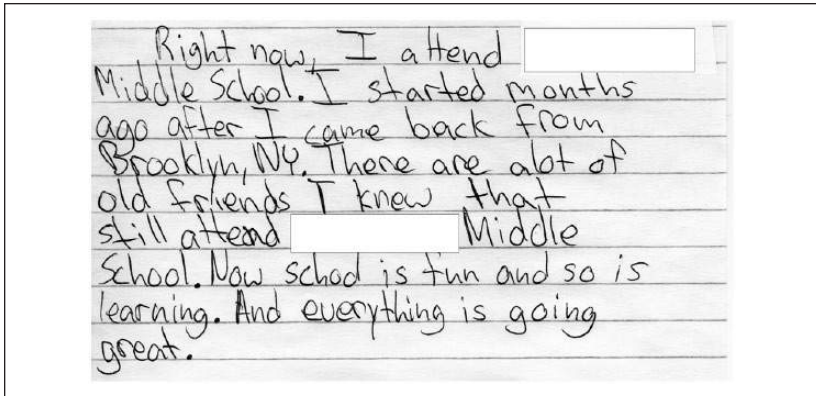 Right now, I attend
Middle School. I started months
ago after I came back from
Brooklyn, NY. There are alot of
old friends I knew that
still attend Middle
School. Now school is fun and so is
learning. And everything is going
great.